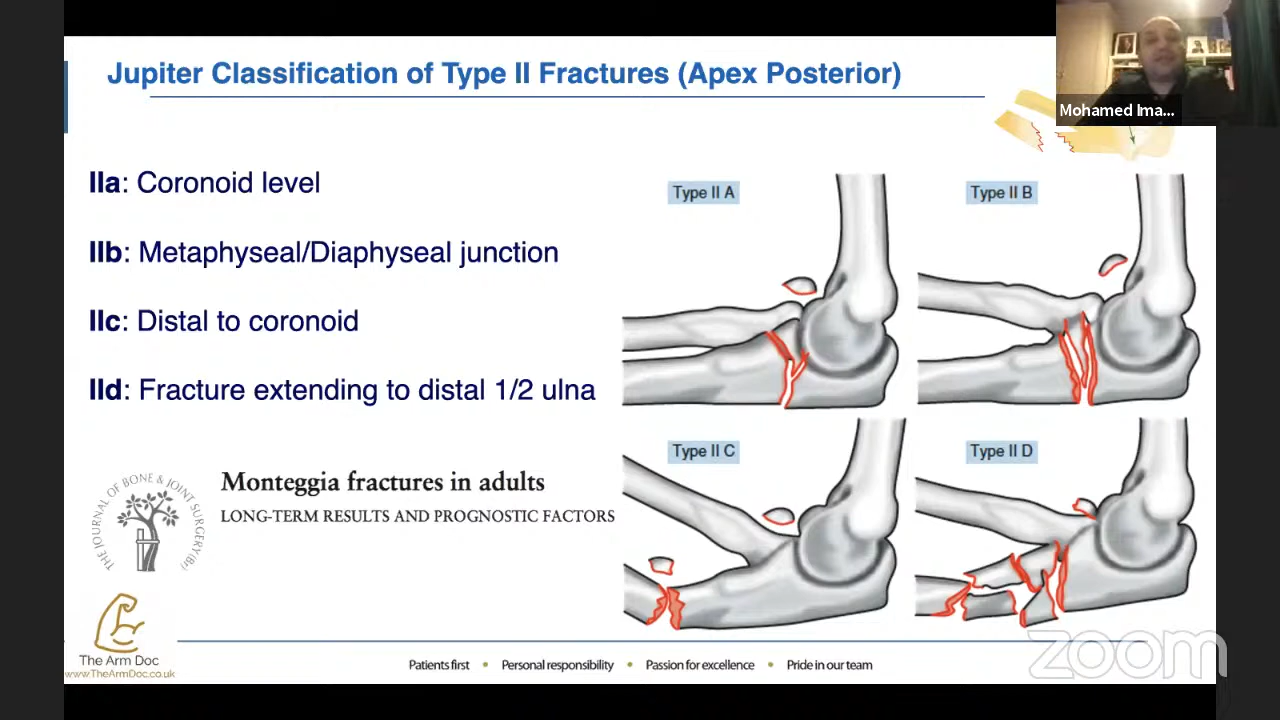 Jupiter Classification of Type II Fractures (Apex Posterior)
Mohamed Ima...
IIa: Coronoid level
IIb: Metaphyseal/Diaphyseal junction
IIc: Distal to coronoid
IId: Fracture extending to distal 1/2 ulna
Type II A
Type II B
Type II C
Type II D
THE JOURNAL OF BONE & JOINT SURGERY (Br)
Monteggia fractures in adults
LONG-TERM RESULTS AND PROGNOSTIC FACTORS
The Arm Doc
www.TheArmDoc.co.uk
Patients first • Personal responsibility • Passion for excellence • Pride in our team
zoom